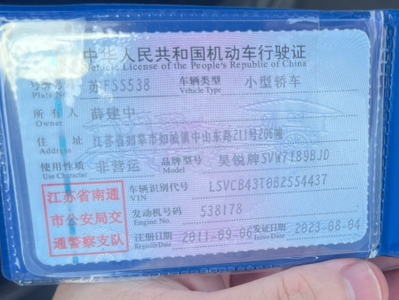 中华人民共和国机动车行驶证
Vehicle License of the People's Republic of China
号牌号码 苏FSS538 车辆类型 小型轿车
Plate No. Vehicle Type
所有人 薛建中
Owner
住址 江苏省如皋市如城镇中山东路211号206幢
Address
使用性质 非营运 品牌型号 昊锐牌SVW7189BJD
Use Character
江苏省南通
市公安局交
通警察支队
车辆识别代号 LSVCB43T0B2554437
VIN
发动机号码 538178
Engine No.
注册日期 2011-09-06 发证日期 2023-08-04
Register Date Issue Date